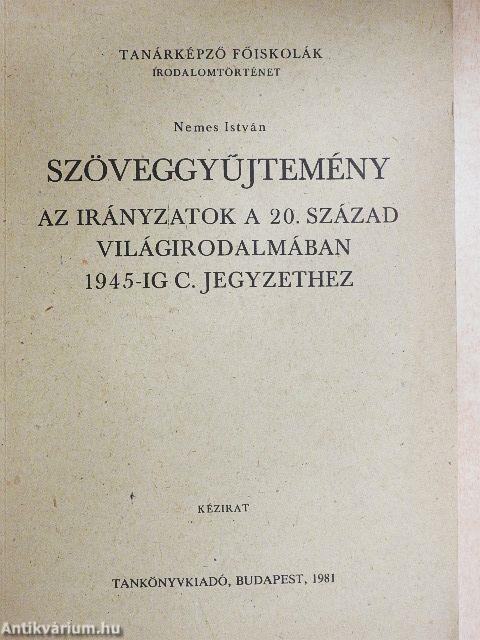 TANÁRKÉPZŐ FŐISKOLÁK
IRODALOMTÖRTÉNET
Nemes István
SZÖVEGGYŰJTEMÉNY
AZ IRÁNYZATOK A 20. SZÁZAD
VILÁGIRODALMÁBAN
1945-IG C. JEGYZETHEZ
KÉZIRAT
TANKÖNYVKIADÓ, BUDAPEST, 1981
Antikvárium.hu